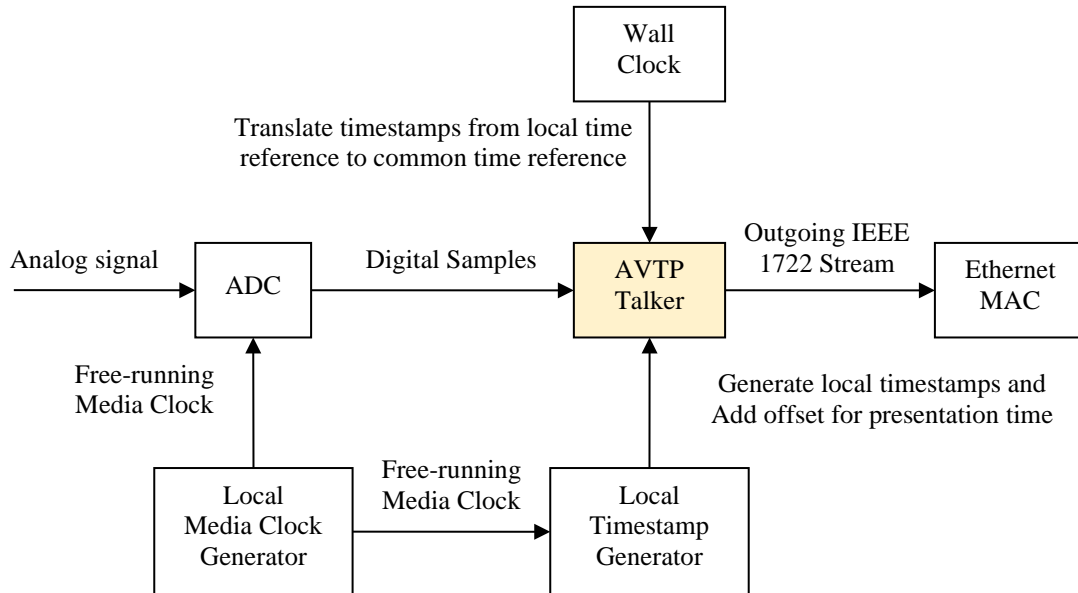 Wall
Clock
Translate timestamps from local time
reference to common time reference
Analog signal
ADC
Digital Samples
AVTP
Talker
Outgoing IEEE
1722 Stream
Ethernet
MAC
Free-running
Media Clock
Generate local timestamps and
Add offset for presentation time
Local
Media Clock
Generator
Free-running
Media Clock
Local
Timestamp
Generator